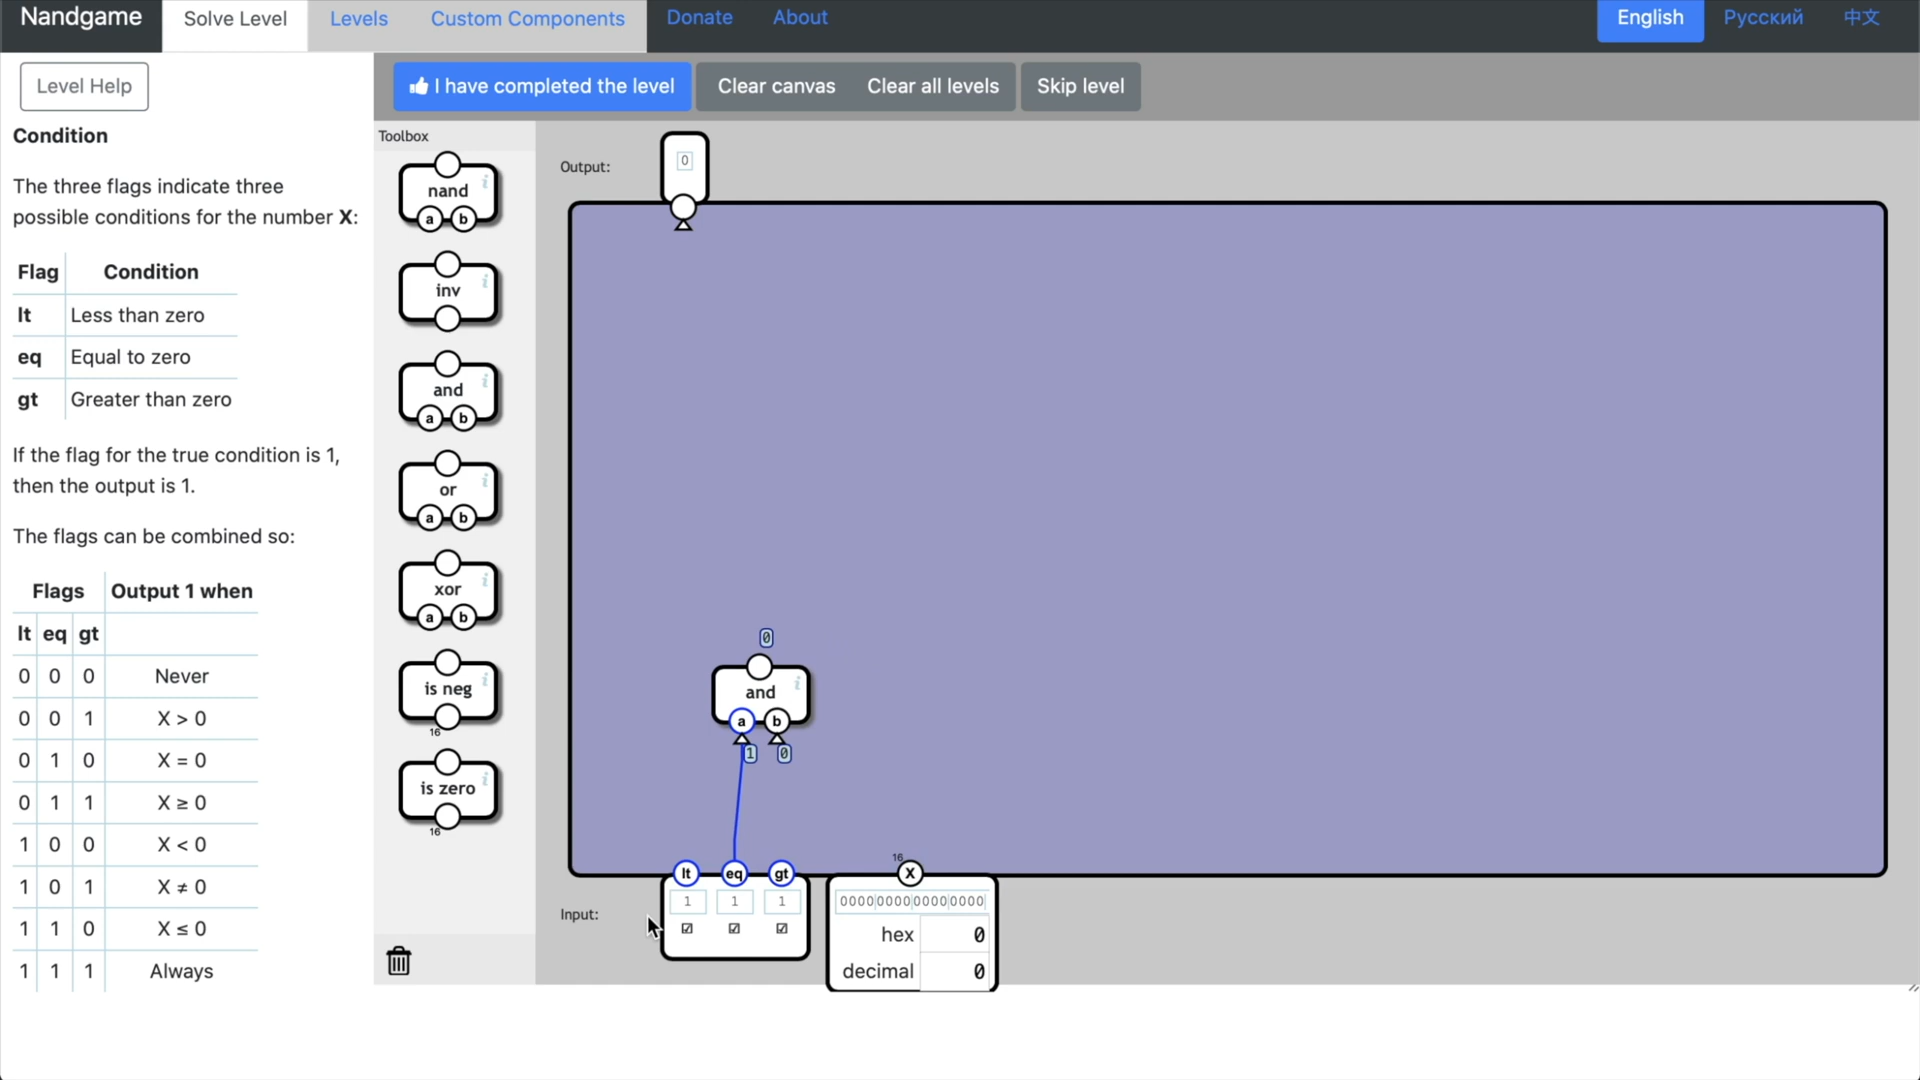 Nandgame
Solve Level
Levels
Custom Components
Donate
About
English
Русский
中文
Level Help
I have completed the level
Clear canvas
Clear all levels
Skip level
Condition
The three flags indicate three
possible conditions for the number X:
Flag Condition
lt Less than zero
eq Equal to zero
gt Greater than zero
If the flag for the true condition is 1,
then the output is 1.
The flags can be combined so:
Flags Output 1 when
lt eq gt
0 0 0 Never
0 0 1 X > 0
0 1 0 X = 0
0 1 1 X ≥ 0
1 0 0 X < 0
1 0 1 X ≠ 0
1 1 0 X ≤ 0
1 1 1 Always
Toolbox
nand
a b
inv
and
a b
or
a b
xor
a b
is neg
16
is zero
16
Output:
0
0
and
a b
1 0
lt eq gt
Input:
1 1 1
16
X
0000 0000 0000 0000
hex 0
decimal 0